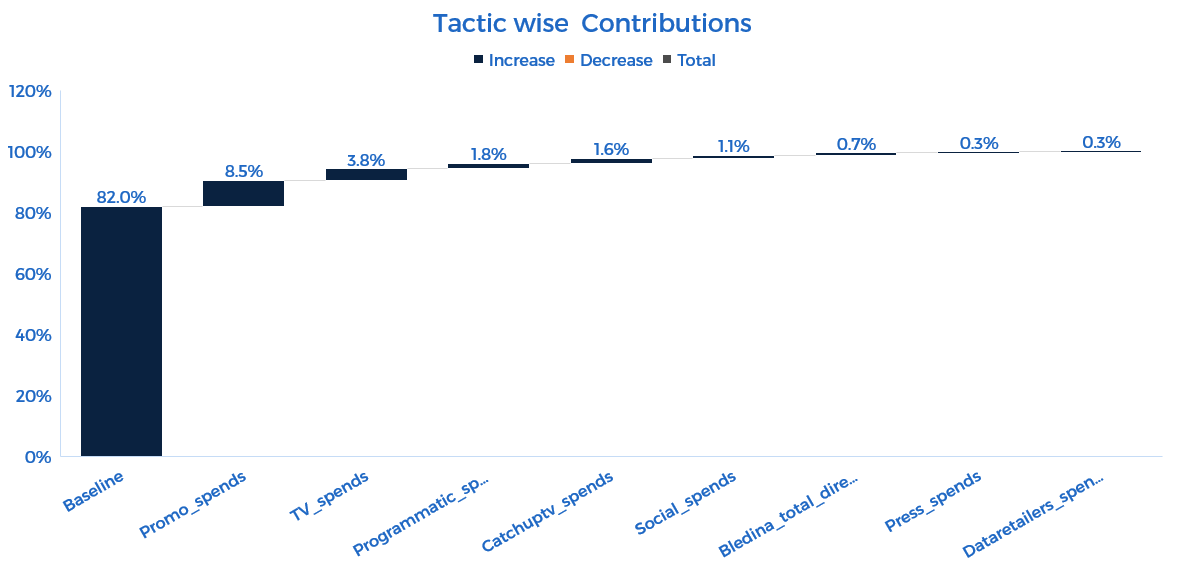 Tactic wise Contributions
Increase Decrease Total
120%
100%
80%
60%
40%
20%
0%
82.0%
8.5%
3.8%
1.8%
1.6%
1.1%
0.7%
0.3%
0.3%
Baseline
Promo_spends
TV_spends
Programmatic_sp...
Catchuptv_spends
Social_spends
Bledina_total_dire...
Press_spends
Dataretailers_spen...